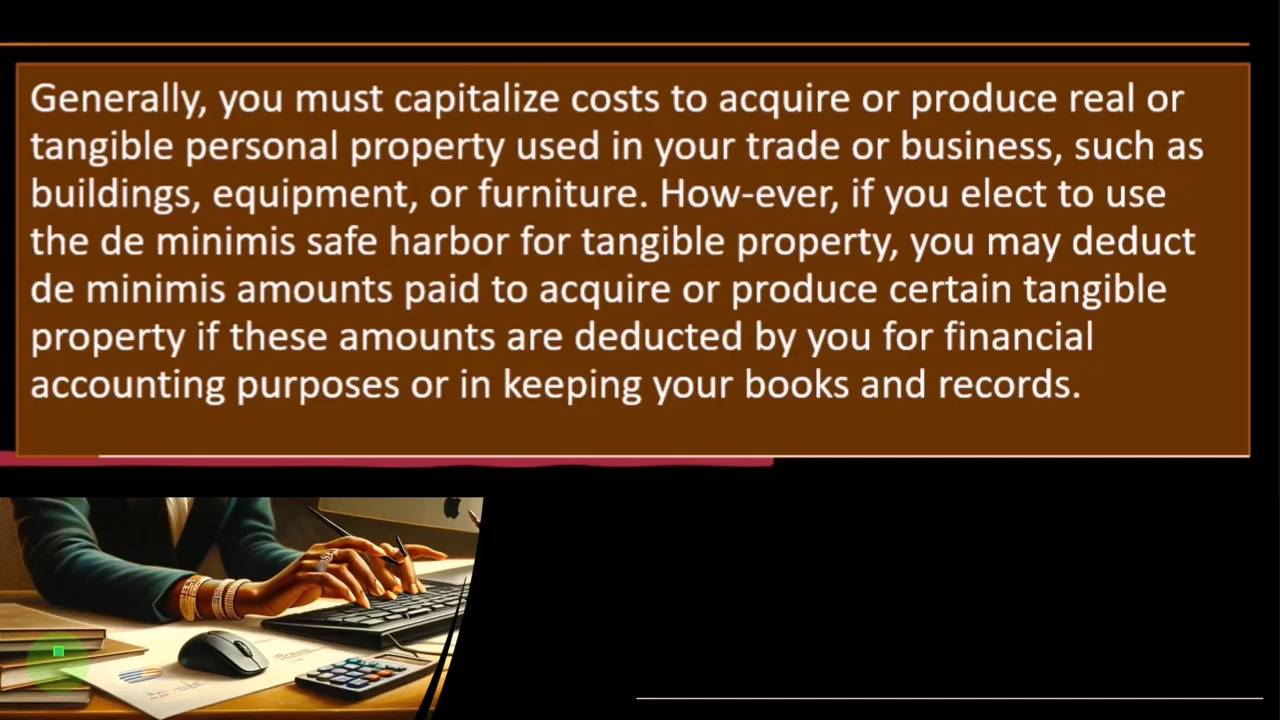 Generally, you must capitalize costs to acquire or produce real or
tangible personal property used in your trade or business, such as
buildings, equipment, or furniture. How-ever, if you elect to use
the de minimis safe harbor for tangible property, you may deduct
de minimis amounts paid to acquire or produce certain tangible
property if these amounts are deducted by you for financial
accounting purposes or in keeping your books and records.